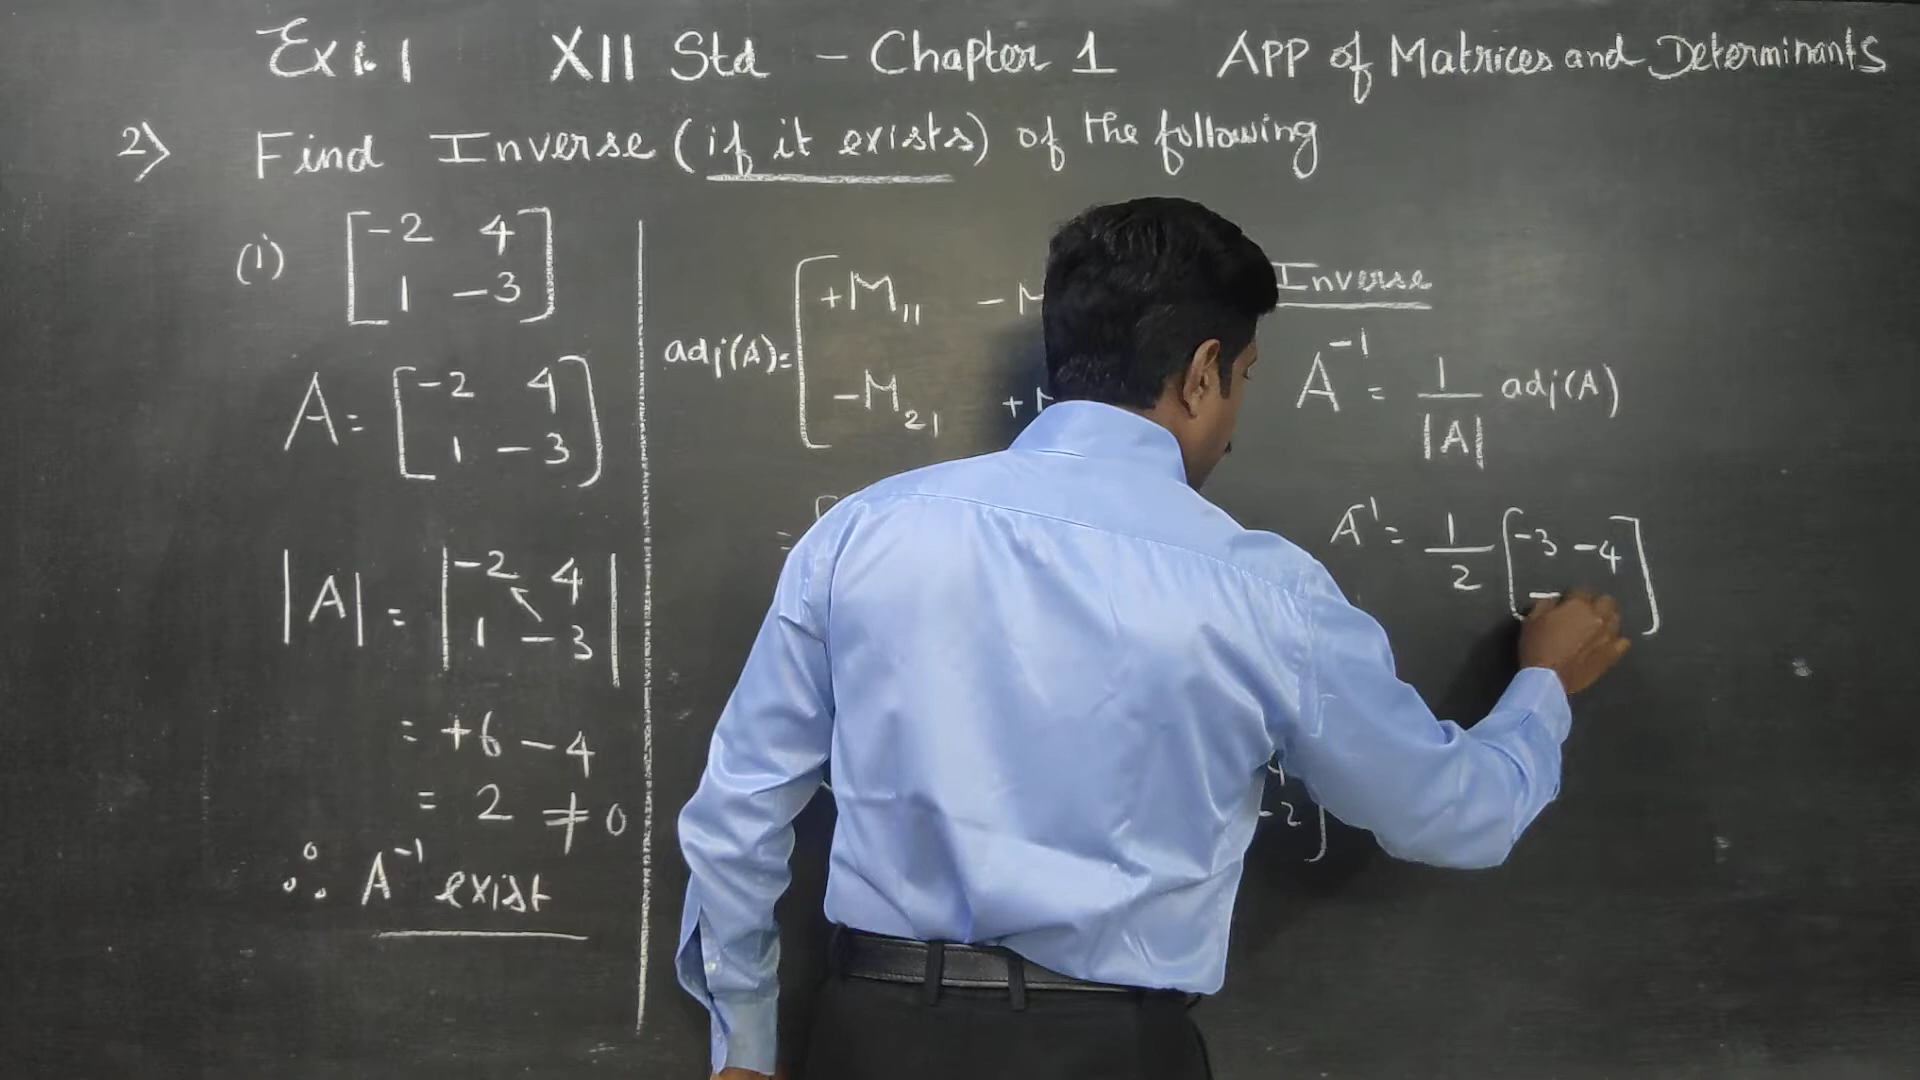 Ex 1.1 XII Std - Chapter 1 APP of Matrices and Determinants
2) Find Inverse (if it exists) of the following
(i) [-2 4
1 -3]
A = [-2 4
1 -3]
|A| = |-2 4
1 -3|
= +6 - 4
= 2 ≠ 0
∴ A⁻¹ exist
adj(A) = [+M₁₁ -
-M₂₁ +
=
4
-2]
Inverse
A⁻¹ = 1/|A| adj(A)
A⁻¹ = 1/2 [-3 -4
-